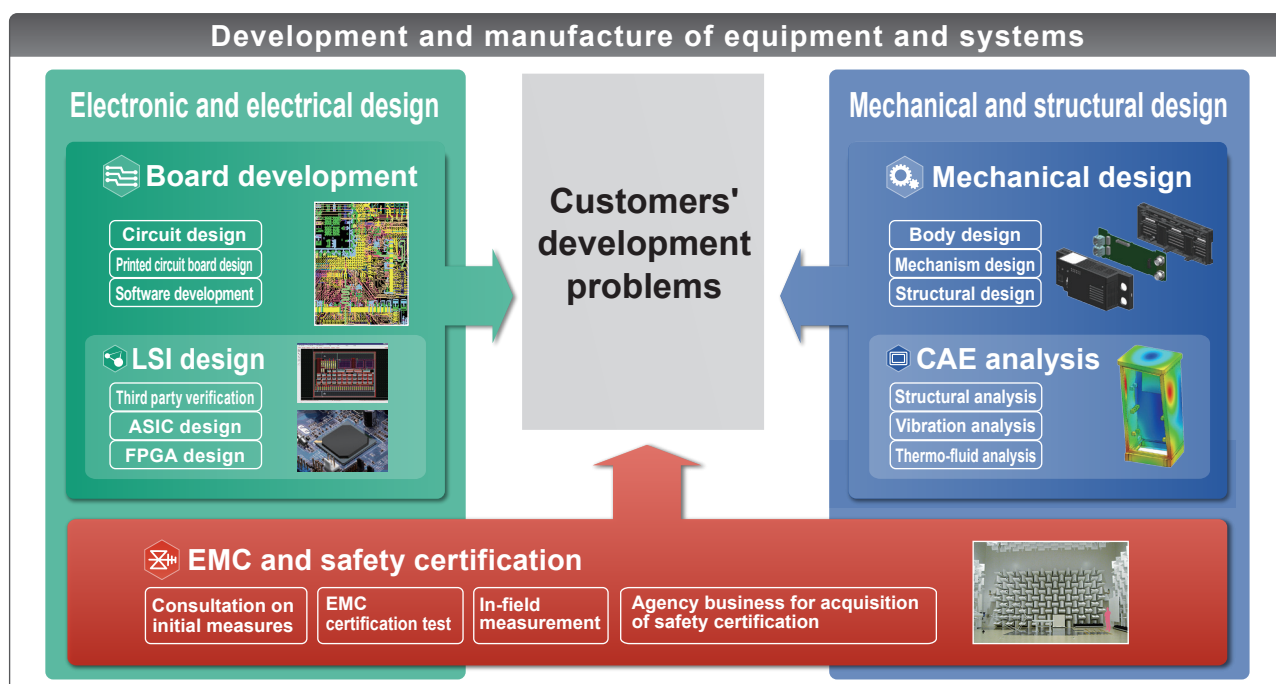 Development and manufacture of equipment and systems
Electronic and electrical design
Board development
Circuit design
Printed circuit board design
Software development
LSI design
Third party verification
ASIC design
FPGA design
Customers'
development
problems
Mechanical and structural design
Mechanical design
Body design
Mechanism design
Structural design
CAE analysis
Structural analysis
Vibration analysis
Thermo-fluid analysis
EMC and safety certification
Consultation on
initial measures
EMC
certification test
In-field
measurement
Agency business for acquisition
of safety certification